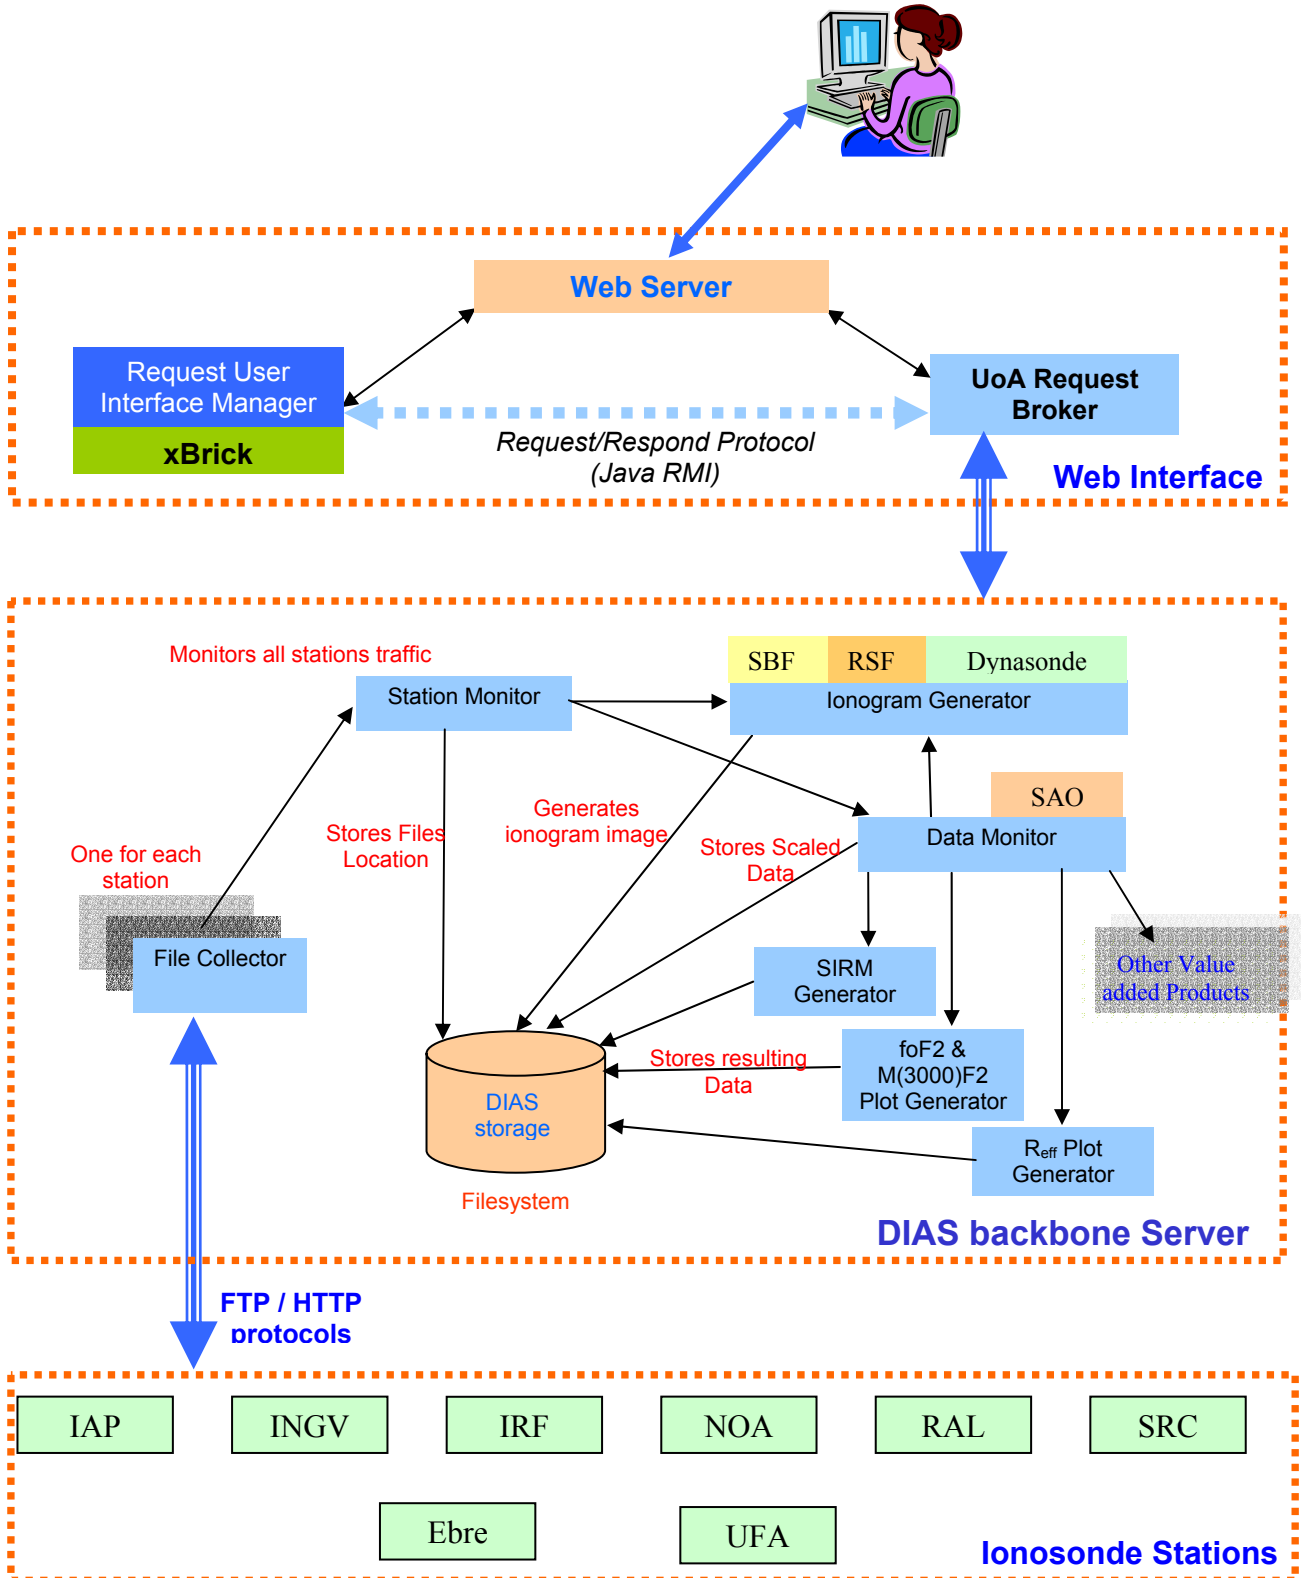 Web Server
Request User
Interface Manager
xBrick
UoA Request
Broker
Request/Respond Protocol
(Java RMI)
Web Interface
SBF
RSF
Dynasonde
Monitors all stations traffic
Station Monitor
Ionogram Generator
SAO
Generates
ionogram image
Stores Files
Location
Stores Scaled
Data
Data Monitor
One for each
station
File Collector
SIRM
Generator
Other Value
added Products
foF2 &
M(3000)F2
Plot Generator
Stores resulting
Data
DIAS
storage
Reff Plot
Generator
Filesystem
DIAS backbone Server
FTP / HTTP
protocols
IAP
INGV
IRF
NOA
RAL
SRC
Ebre
UFA
Ionosonde Stations